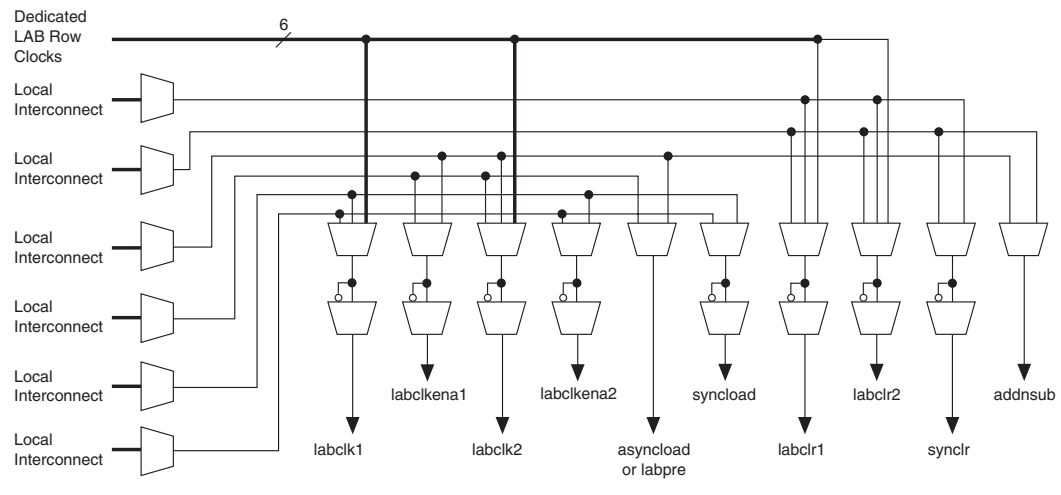 Dedicated
LAB Row
Clocks
6
Local
Interconnect
Local
Interconnect
Local
Interconnect
Local
Interconnect
Local
Interconnect
Local
Interconnect
labclkena1
labclkena2
syncload
labclr2
addnsub
labclk1
labclk2
asyncload
or labpre
labclr1
synclr